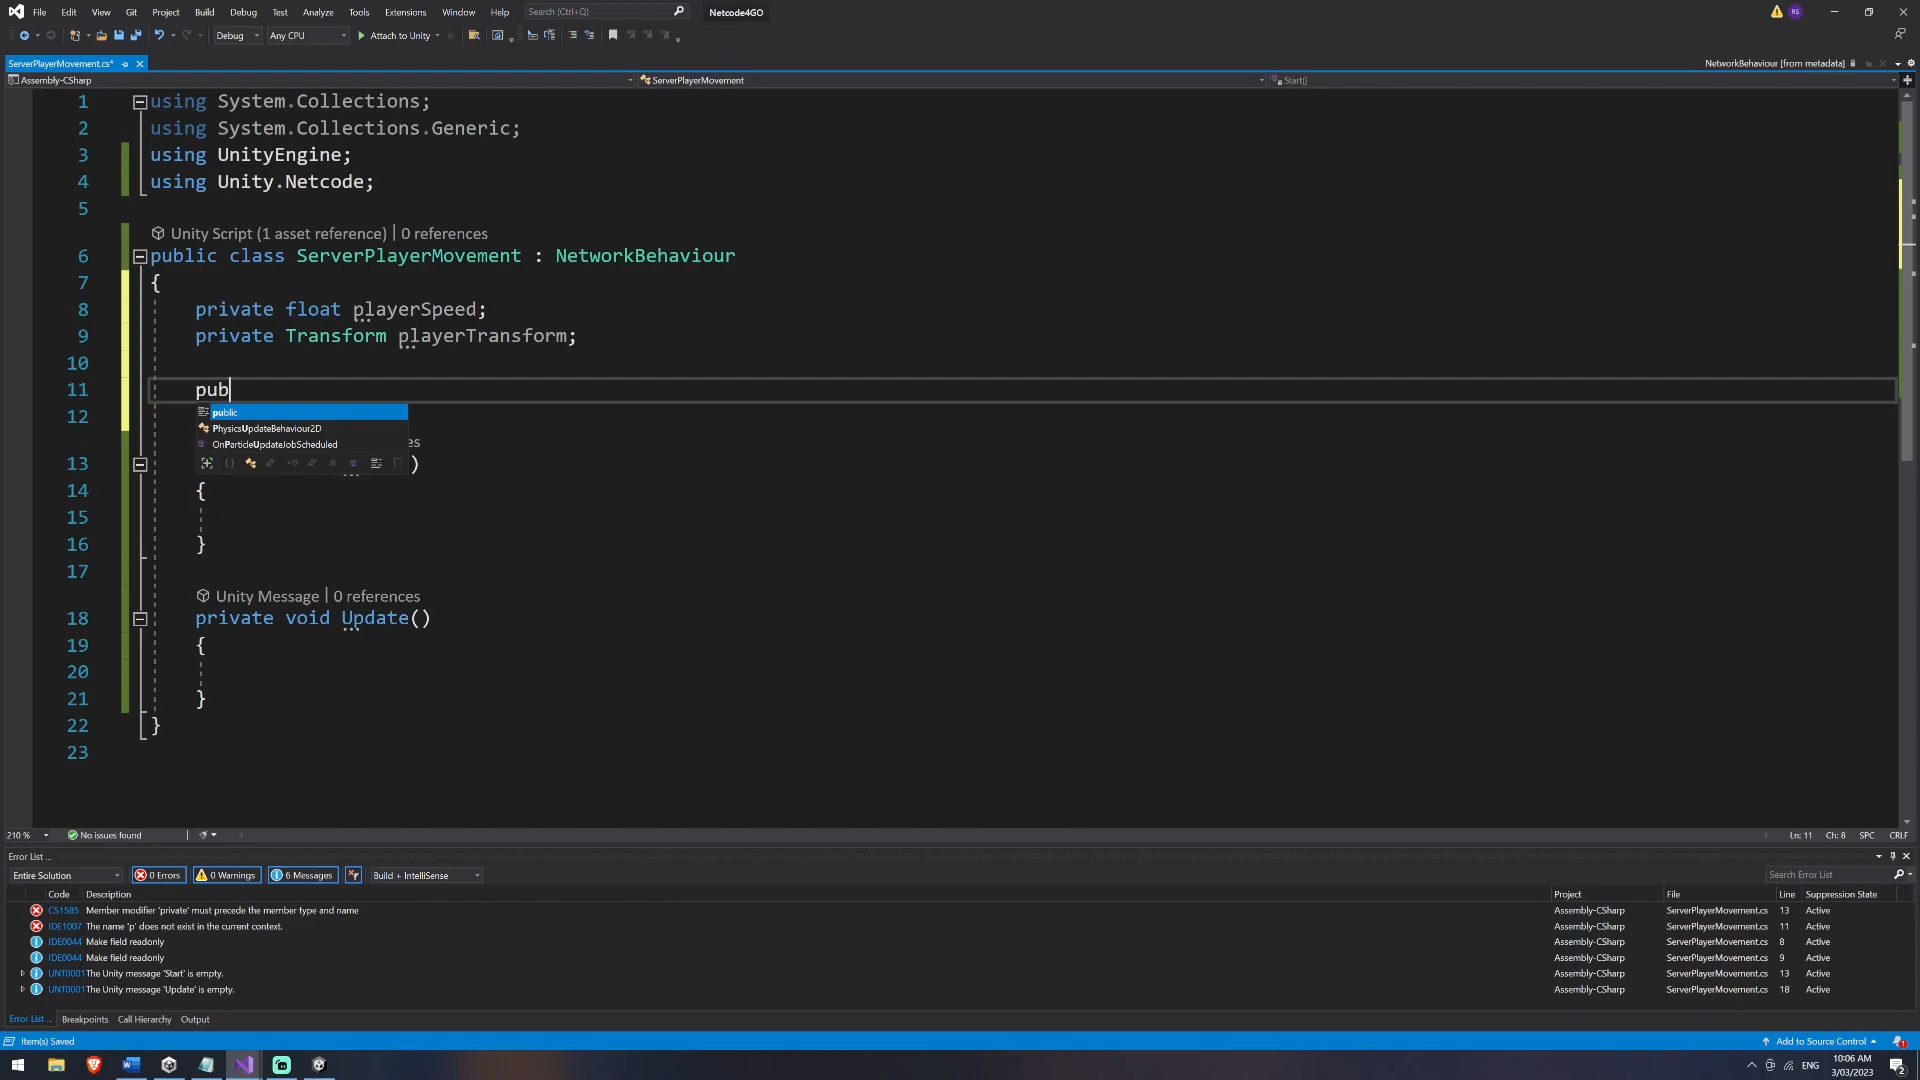 File Edit View Git Project Build Debug Test Analyze Tools Extensions Window Help Search (Ctrl+Q) Netcode4GO RS
Debug Any CPU Attach to Unity
ServerPlayerMovement.cs* NetworkBehaviour [from metadata]
Assembly-CSharp ServerPlayerMovement Start()
1 using System.Collections;
2 using System.Collections.Generic;
3 using UnityEngine;
4 using Unity.Netcode;
5
Unity Script (1 asset reference) | 0 references
6 public class ServerPlayerMovement : NetworkBehaviour
7 {
8 private float playerSpeed;
9 private Transform playerTransform;
10
11 pub
public
12
PhysicsUpdateBehaviour2D
OnParticleUpdateJobScheduled es
13 )
14 {
15
16 }
17
Unity Message | 0 references
18 private void Update()
19 {
20
21 }
22 }
23
210 % No issues found Ln: 11 Ch: 8 SPC CRLF
Error List ...
Entire Solution 0 Errors 0 Warnings 6 Messages Build + IntelliSense Search Error List
Code Description Project File Line Suppression State
CS1585 Member modifier 'private' must precede the member type and name Assembly-CSharp ServerPlayerMovement.cs 13 Active
IDE1007 The name 'p' does not exist in the current context. Assembly-CSharp ServerPlayerMovement.cs 11 Active
IDE0044 Make field readonly Assembly-CSharp ServerPlayerMovement.cs 8 Active
IDE0044 Make field readonly Assembly-CSharp ServerPlayerMovement.cs 9 Active
UNT0001 The Unity message 'Start' is empty. Assembly-CSharp ServerPlayerMovement.cs 13 Active
UNT0001 The Unity message 'Update' is empty. Assembly-CSharp ServerPlayerMovement.cs 18 Active
Error List ... Breakpoints Call Hierarchy Output
Item(s) Saved Add to Source Control 1
ENG 10:06 AM 3/03/2023 2